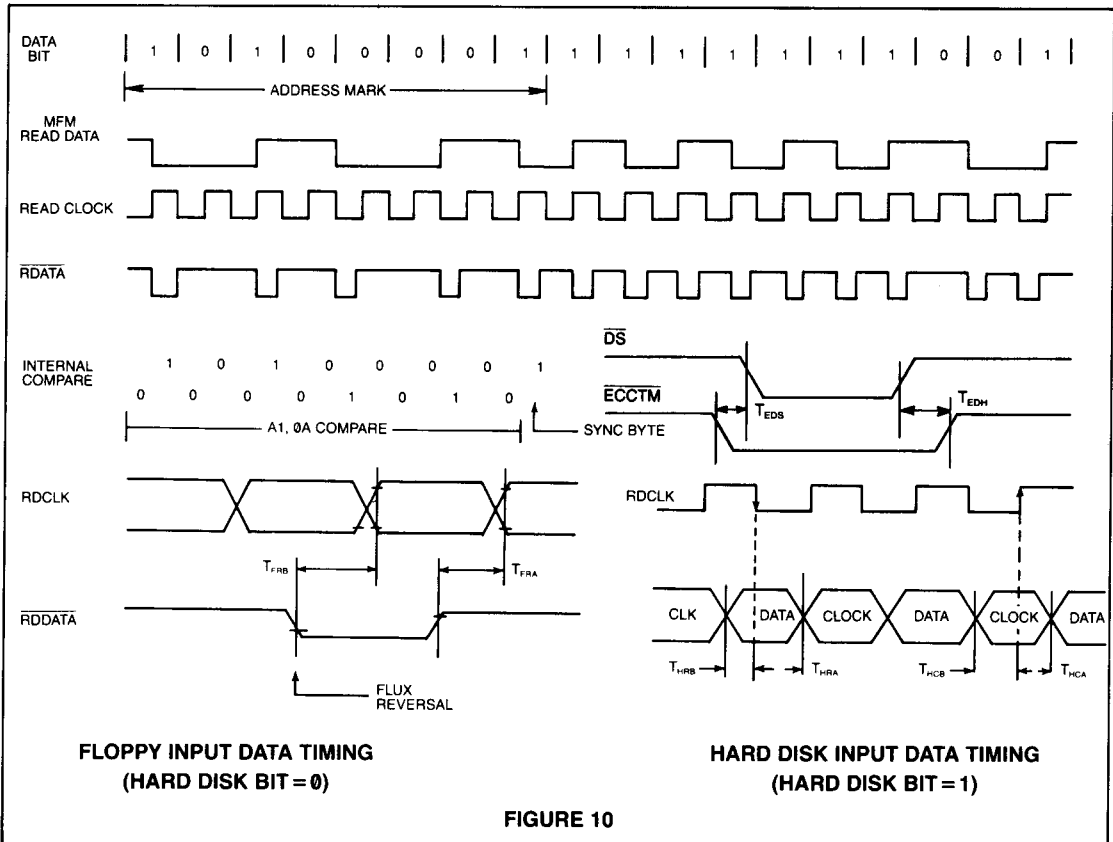 DATA BIT 1 0 1 0 0 0 0 1 1 1 1 1 1 1 1 0 0 1
ADDRESS MARK
MFM READ DATA
READ CLOCK
RDATA
INTERNAL COMPARE
1 0 1 0 0 0 0 1
0 0 0 0 1 0 1 0
A1, 0A COMPARE
SYNC BYTE
RDCLK
TFRB
TFRA
RDDATA
FLUX REVERSAL
FLOPPY INPUT DATA TIMING
(HARD DISK BIT = 0)
DS
ECCTM
TEDS
TEDH
RDCLK
CLK DATA CLOCK DATA CLOCK DATA
THRB THRA THCB THCA
HARD DISK INPUT DATA TIMING
(HARD DISK BIT = 1)
FIGURE 10